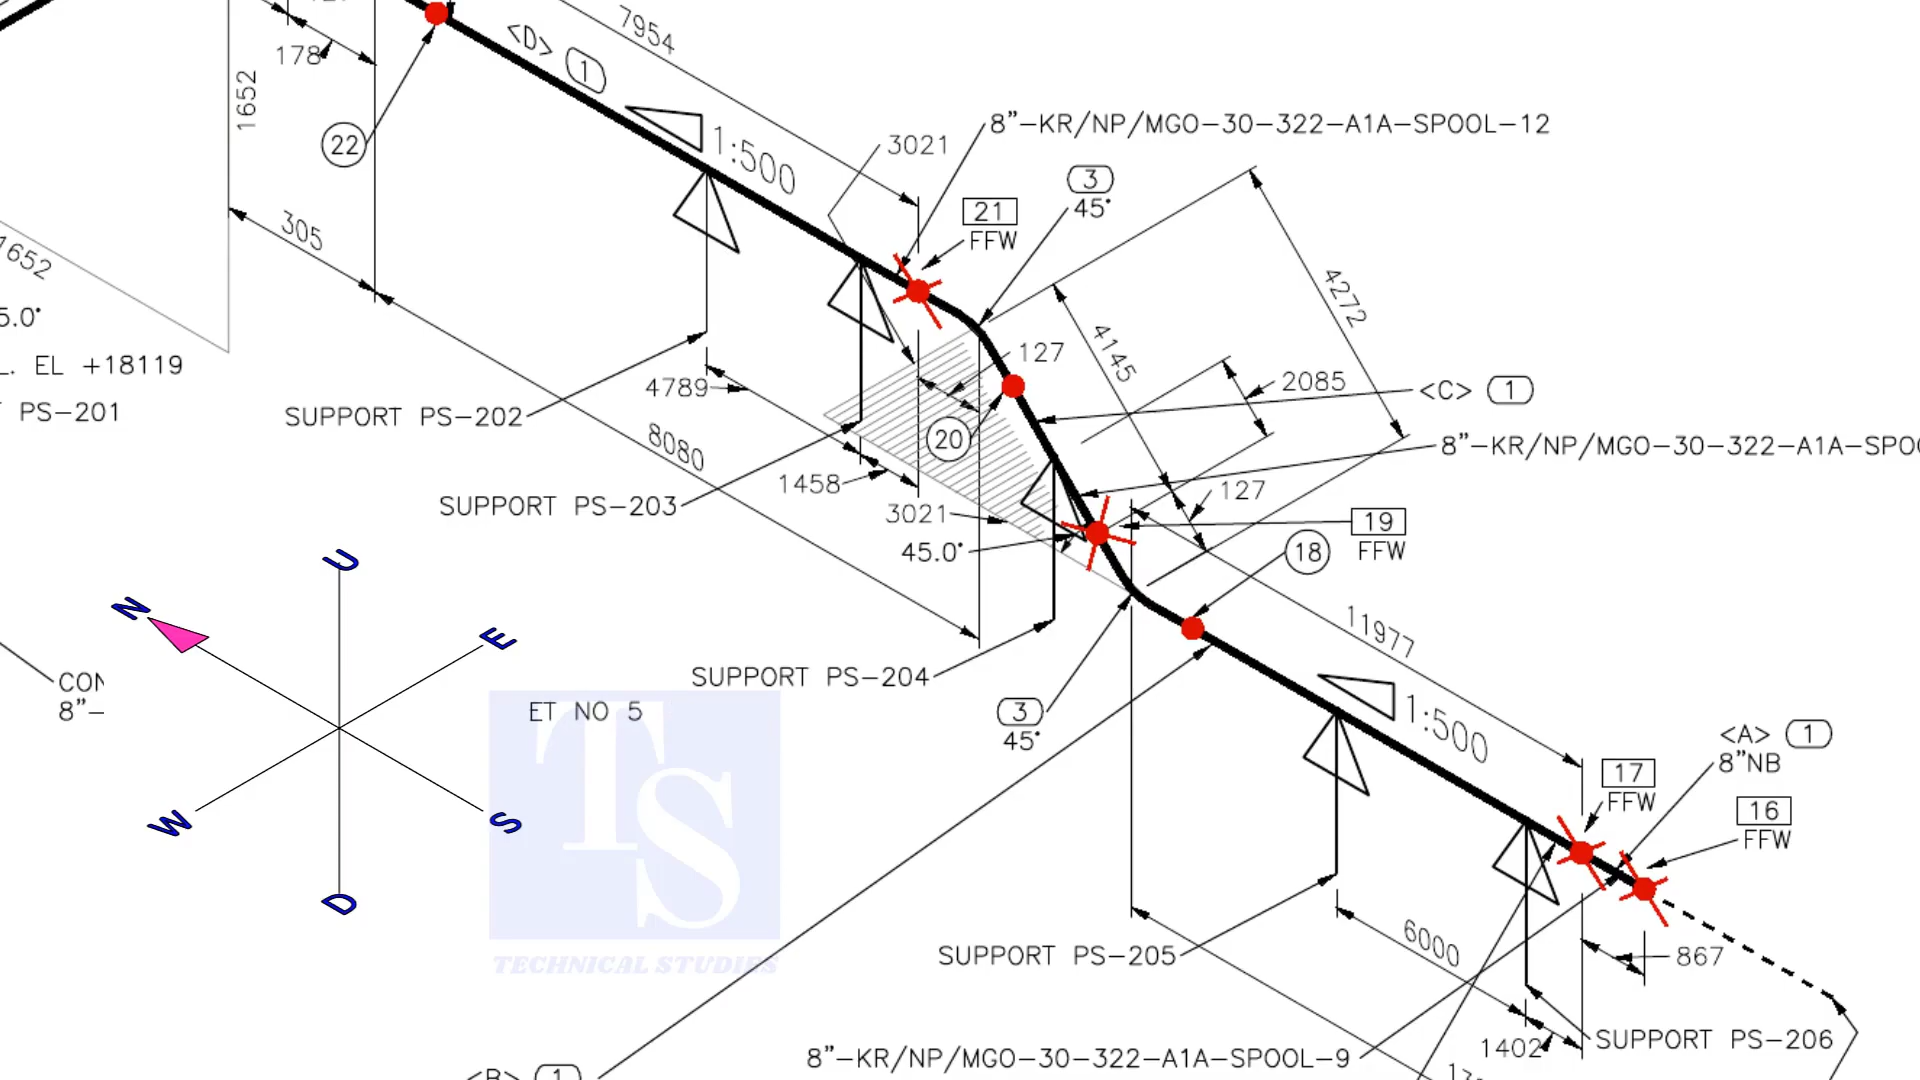 7954
<D> 1
178
1652
8"-KR/NP/MGO-30-322-A1A-SPOOL-12
1:500
3021
22
3
45°
21
FFW
305
1652
4272
5.0°
127
4145
L. EL +18119
2085
<C> 1
4789
PS-201
SUPPORT PS-202
20
8080
8"-KR/NP/MGO-30-322-A1A-SPOO
1458
127
SUPPORT PS-203
3021
19
FFW
45.0°
18
U
N
E
11977
SUPPORT PS-204
CON
8"-
ET NO 5
3
45°
1:500
<A> 1
8"NB
TS
17
FFW
16
FFW
W
S
D
6000
SUPPORT PS-205
867
TECHNICAL STUDIES
SUPPORT PS-206
1402
8"-KR/NP/MGO-30-322-A1A-SPOOL-9
<B> 1